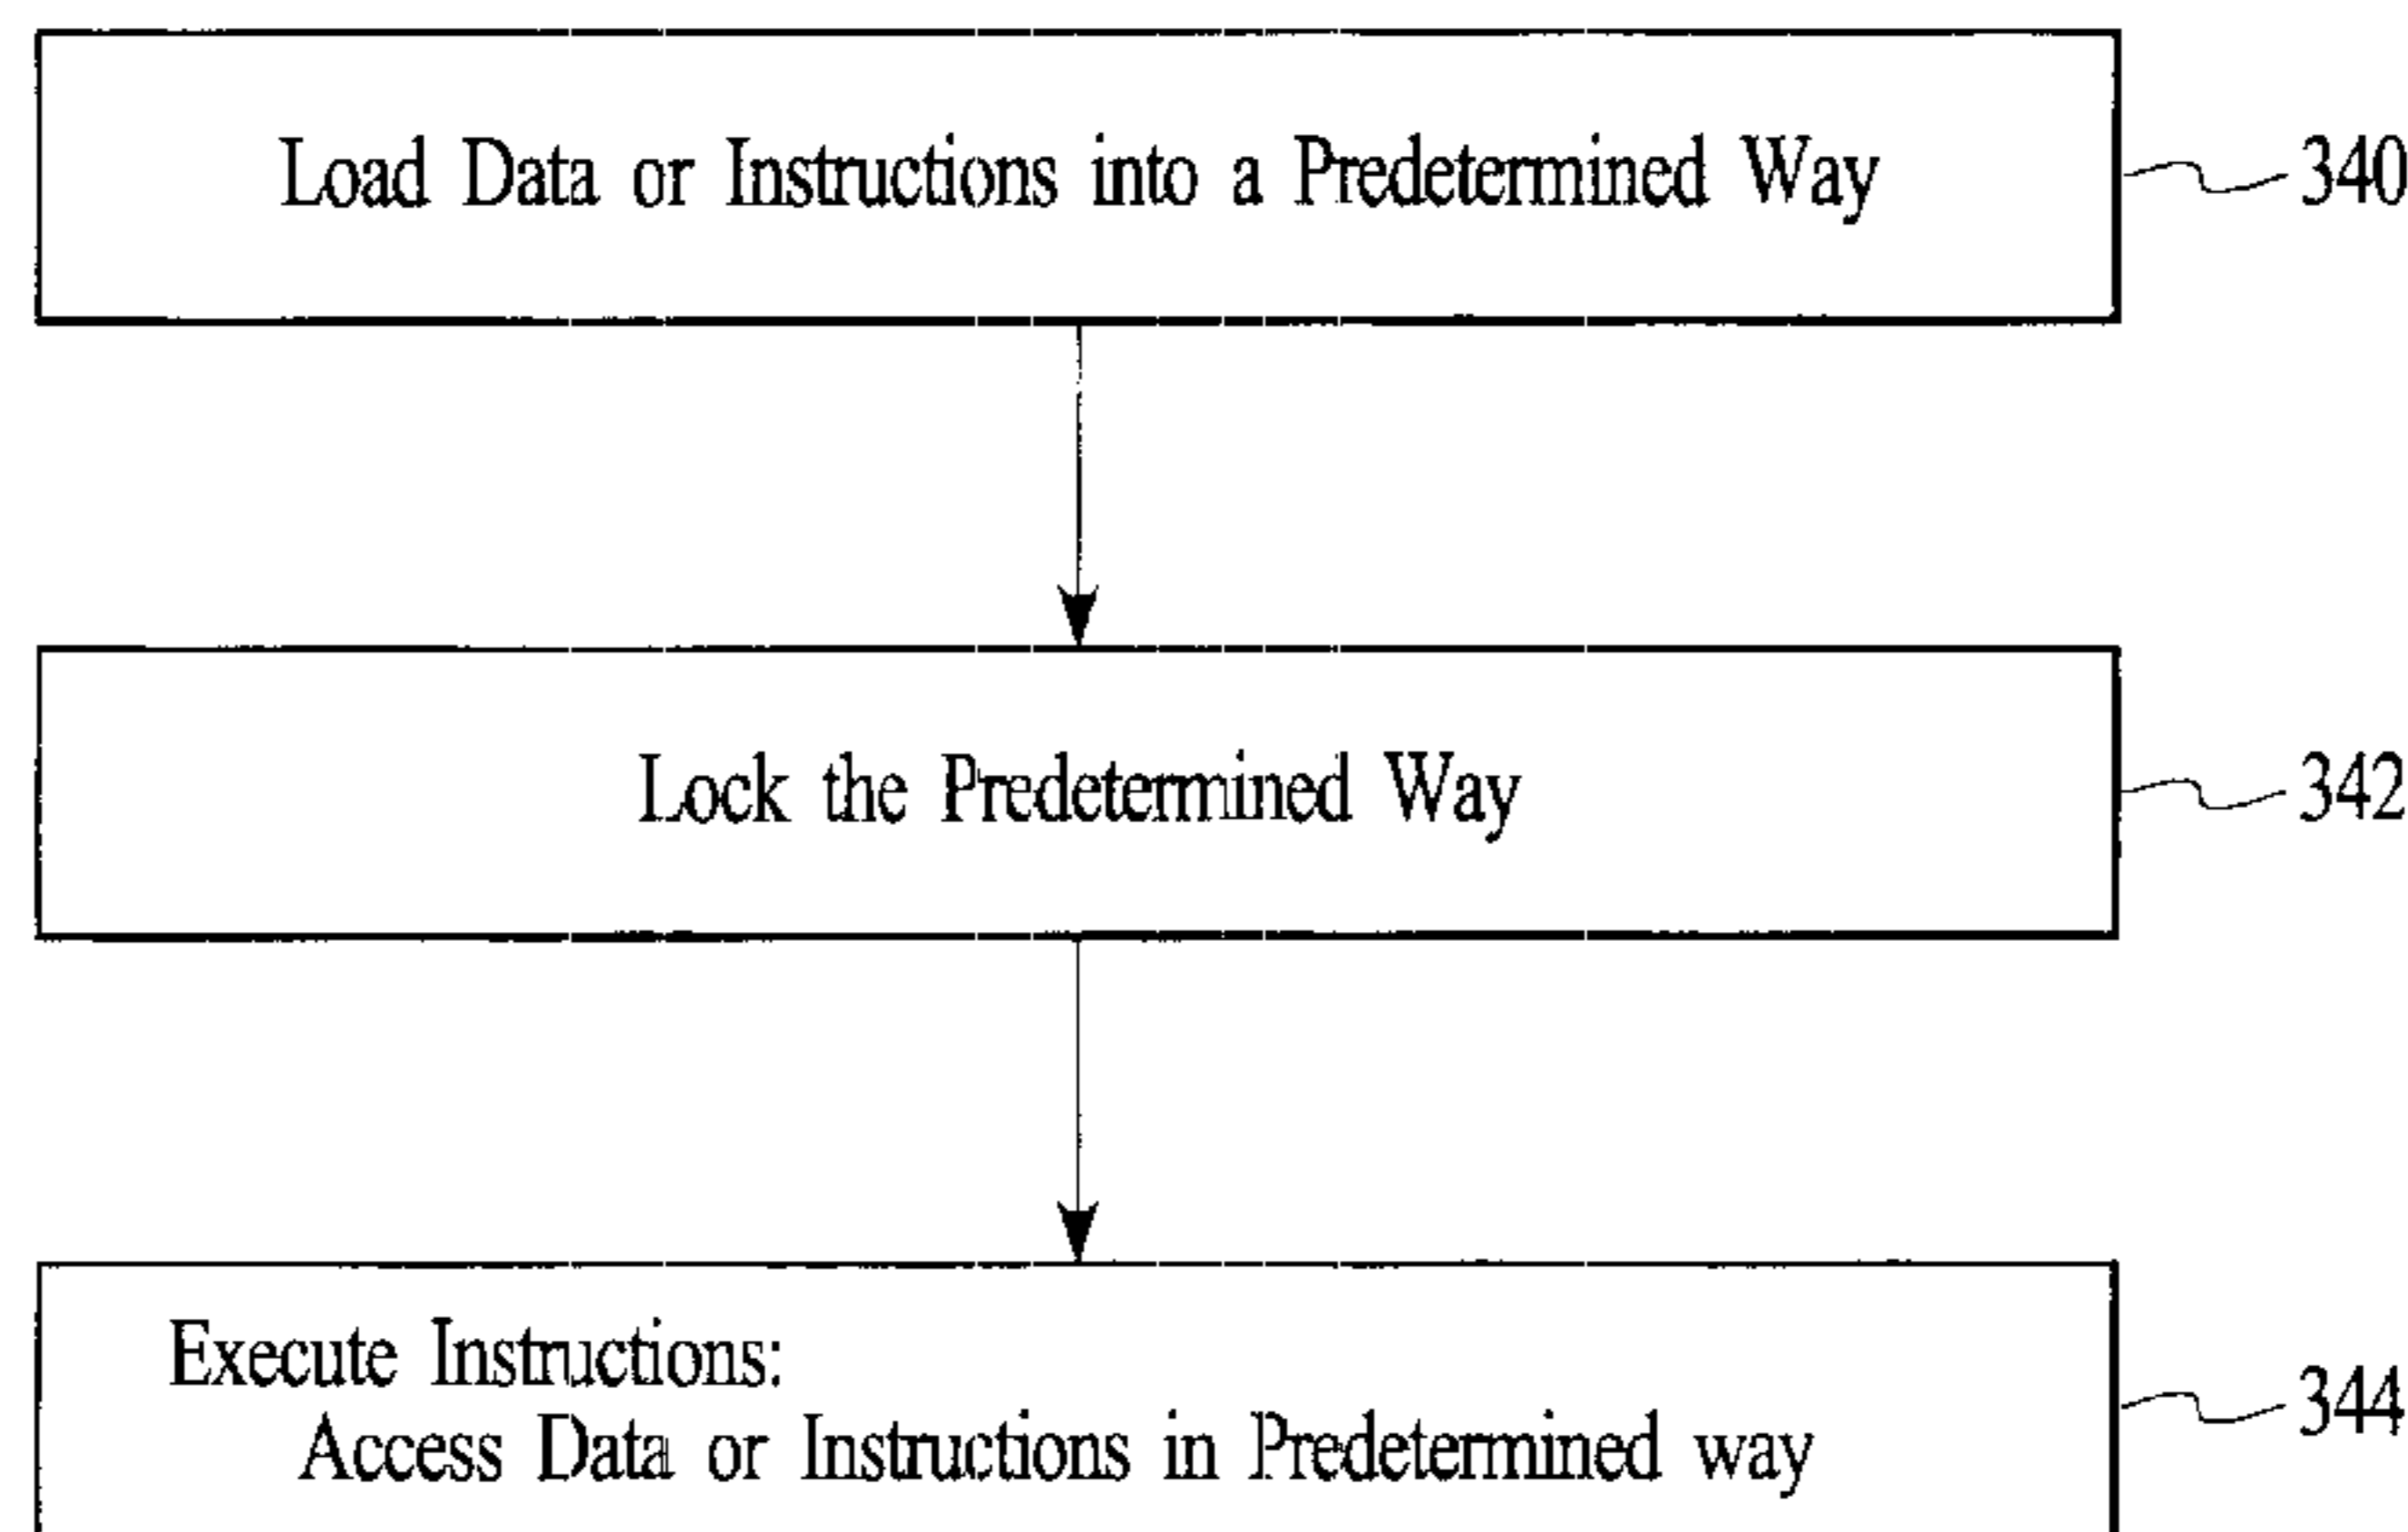 Load Data or Instructions into a Predetermined Way
340
Lock the Predetermined Way
342
Execute Instructions:
Access Data or Instructions in Predetermined way
344